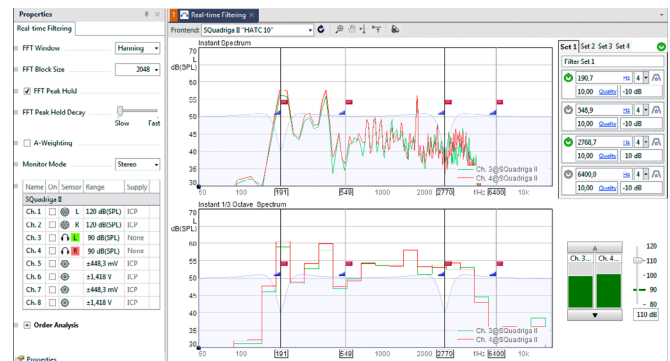 Properties
Real-time Filtering
FFT Window Hanning
FFT Block Size 2048
FFT Peak Hold
FFT Peak Hold Decay
Slow Fast
A-Weighting
Monitor Mode Stereo
Name On Sensor Range Supply
SQuadriga II
Ch. 1 L 120 dB(SPL) ICP
Ch. 2 R 120 dB(SPL) ICP
Ch. 3 L 90 dB(SPL) None
Ch. 4 R 90 dB(SPL) None
Ch. 5 ±448,3 mV ICP
Ch. 6 ±1,418 V ICP
Ch. 7 ±448,3 mV ICP
Ch. 8 ±1,418 V ICP
Order Analysis
Properties
1 Real-time Filtering
Frontend: SQuadriga II "HATC 10"
Instant Spectrum
70
L
dB(SPL)
60
55
50
45
40
35
30
Ch. 3@SQuadriga II
Ch. 4@SQuadriga II
50 100 191 549 1000 2000 2770 f/Hz 6400 10k
Instant 1/3 Octave Spectrum
70
L
dB(SPL)
60
55
50
45
40
35
30
Ch. 3@SQuadriga II
Ch. 4@SQuadriga II
50 100 191 549 1000 2770 f/Hz 6400 10k
Set 1 Set 2 Set 3 Set 4
Filter Set 1
190,7 Hz 4
10,00 Quality -10 dB
548,9 Hz 4
10,00 Quality -10 dB
2768,7 Hz 4
10,00 Quality -10 dB
6400,0 Hz 4
10,00 Quality -10 dB
Ch. 3... Ch. 4...
120
110
100
90
80
110 dB